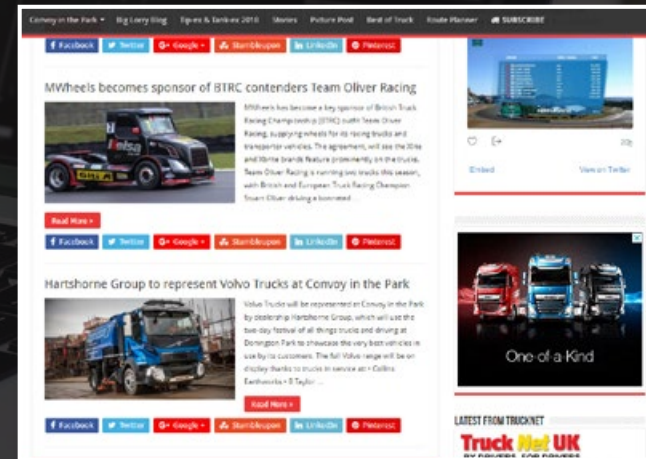 Convoy in the Park
Big Lorry Blog
Tip-ex & Tank-ex 2018
Stories
Picture Post
Best of Truck
Route Planner
SUBSCRIBE
Facebook
Twitter
Google +
Stumbleupon
LinkedIn
Pinterest
MWheels becomes sponsor of BTRC contenders Team Oliver Racing
MWheels has become a key sponsor of British Truck
Racing Championship (BTRC) outfit Team Oliver
Racing, supplying wheels for its racing trucks and
transporter vehicles. The agreement, will see the Xlite
and Xbrite brands feature prominently on the trucks.
Team Oliver Racing is running two trucks this season,
with British and European Truck Racing Champion
Stuart Oliver driving a bonneted
Read More »
Facebook
Twitter
Google +
Stumbleupon
LinkedIn
Pinterest
Hartshorne Group to represent Volvo Trucks at Convoy in the Park
Volvo Trucks will be represented at Convoy in the Park
by dealership Hartshorne Group, which will use the
two-day festival of all things trucks and driving at
Donington Park to showcase the very best vehicles in
use by its customers. The full Volvo range will be on
display thanks to trucks in service at: • Collins
Earthworks • B Taylor ...
Read More »
Facebook
Twitter
Google +
Stumbleupon
LinkedIn
Pinterest
Embed
View on Twitter
One-of-a-Kind
LATEST FROM TRUCKNET
Truck Net UK
BY DRIVERS, FOR DRIVERS